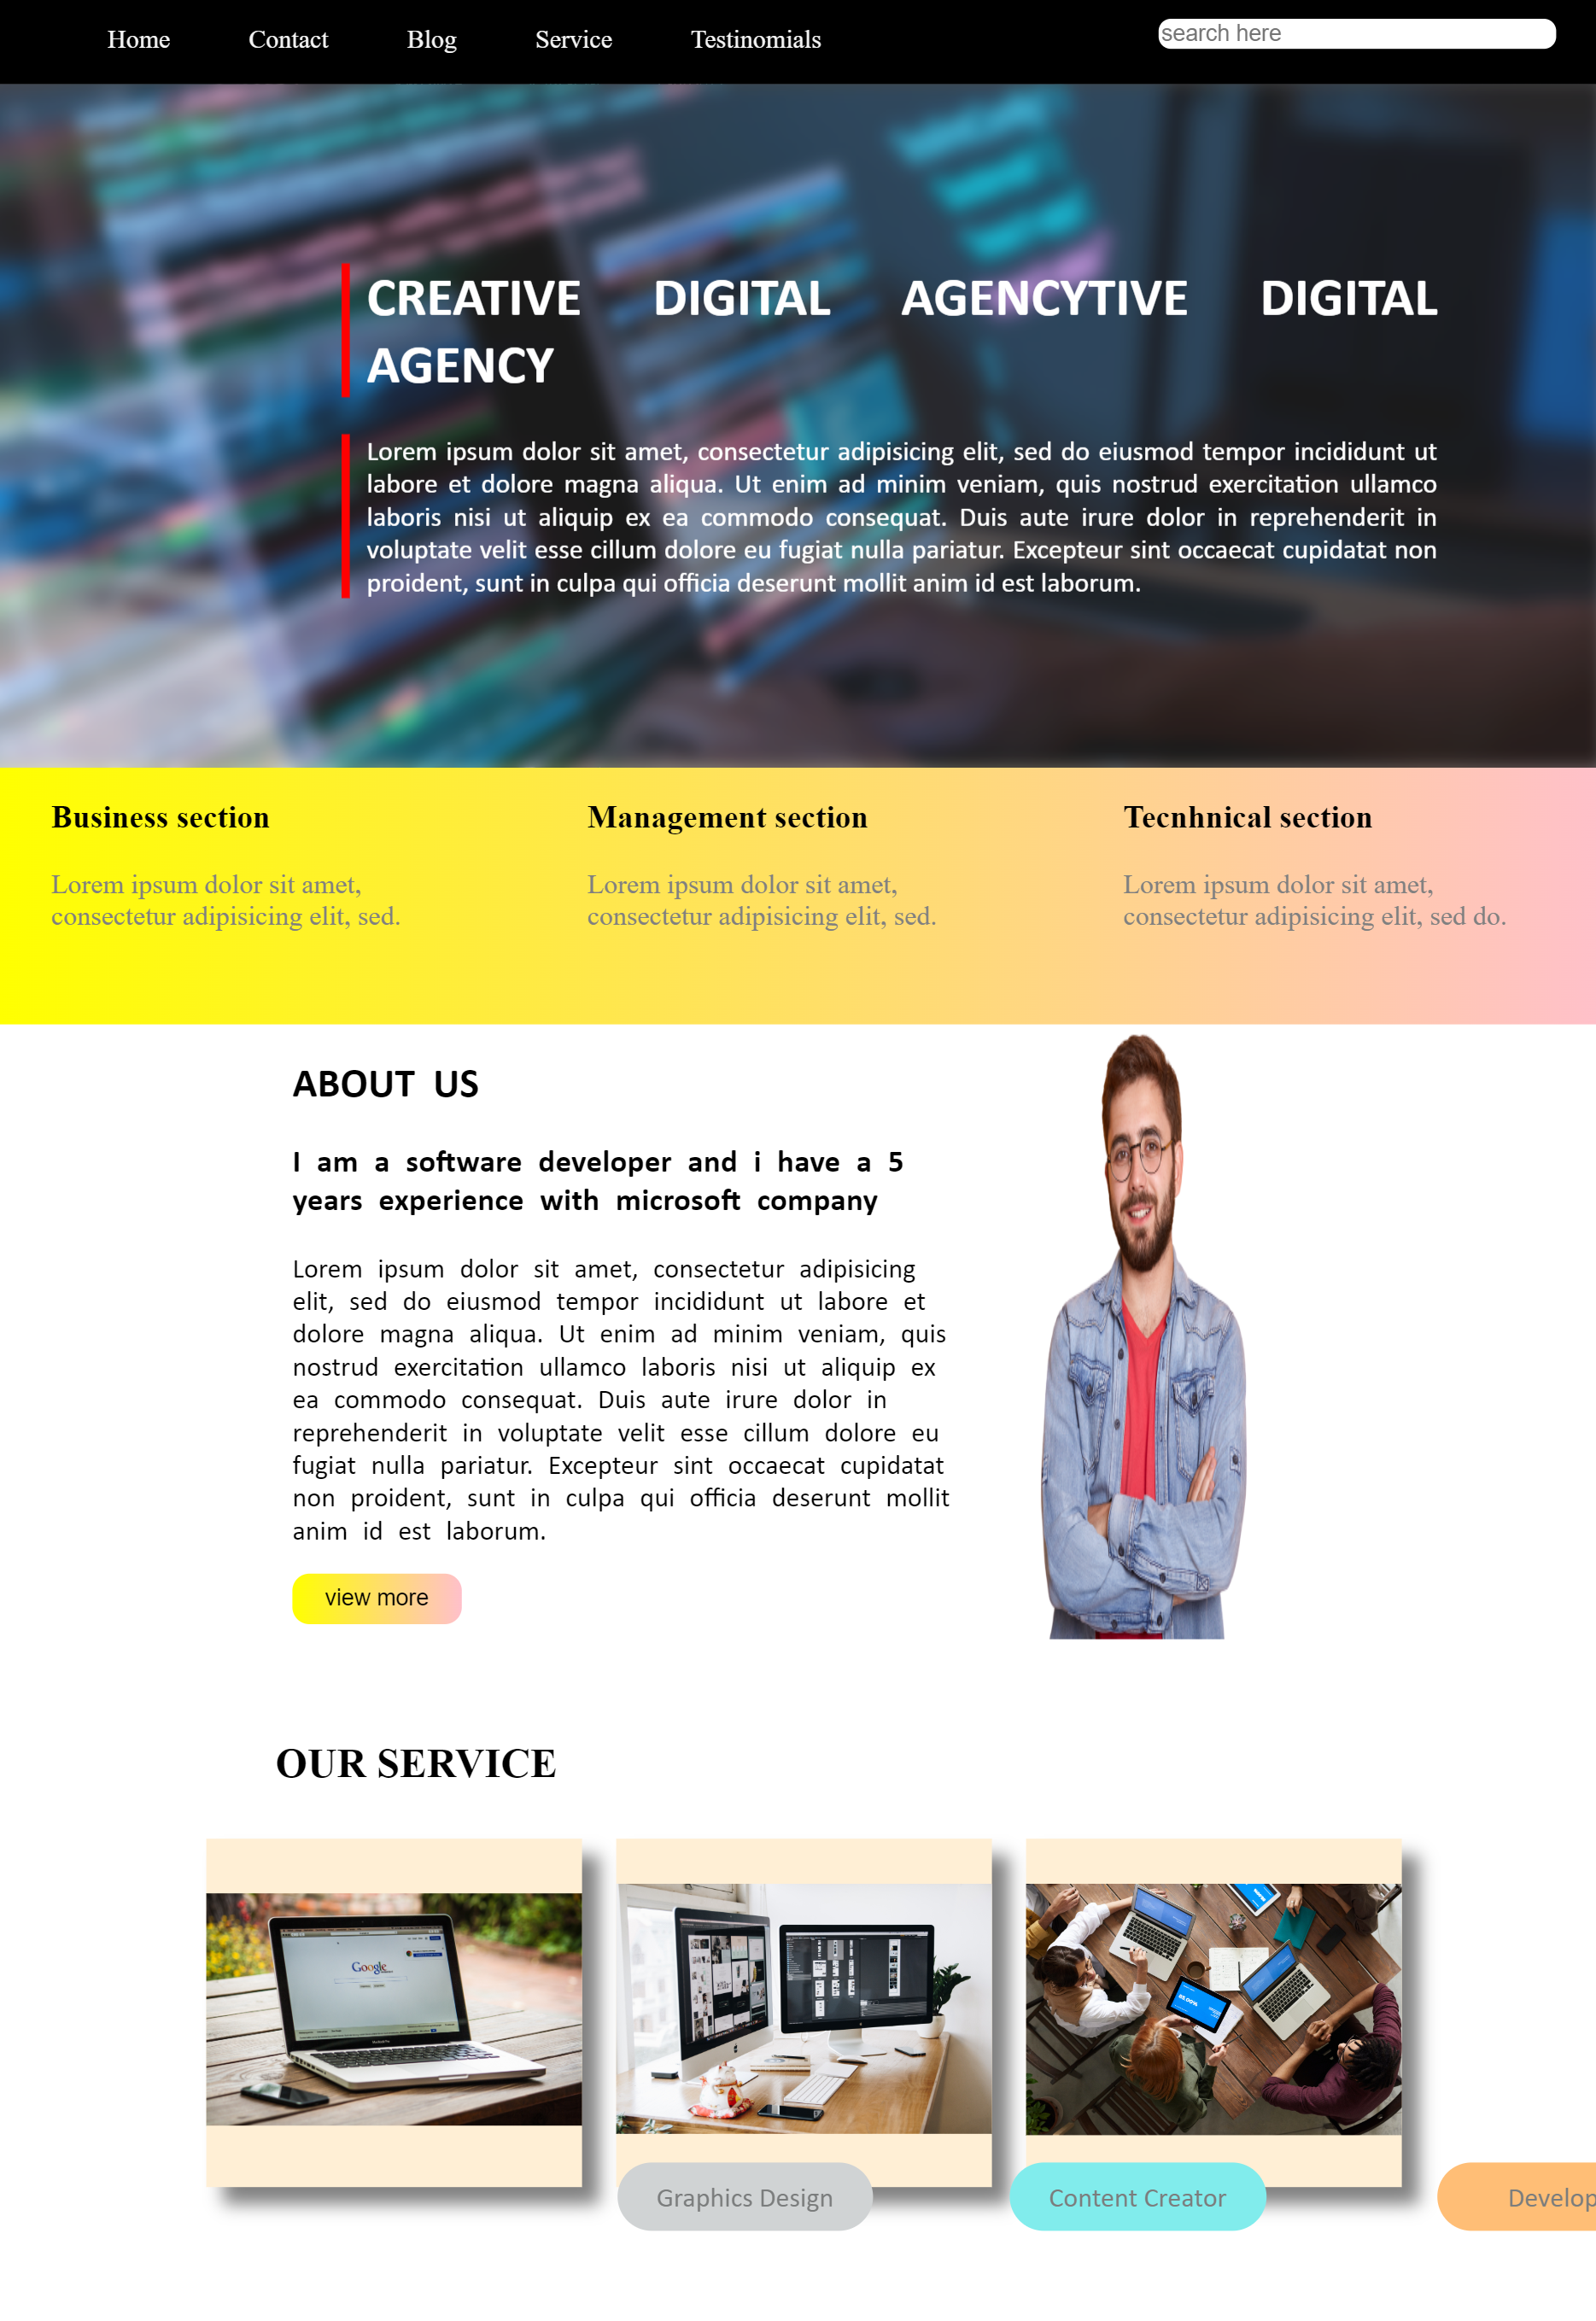 Home Contact Blog Service Testinomials search here
CREATIVE DIGITAL AGENCYTIVE DIGITAL
AGENCY
Lorem ipsum dolor sit amet, consectetur adipisicing elit, sed do eiusmod tempor incididunt ut
labore et dolore magna aliqua. Ut enim ad minim veniam, quis nostrud exercitation ullamco
laboris nisi ut aliquip ex ea commodo consequat. Duis aute irure dolor in reprehenderit in
voluptate velit esse cillum dolore eu fugiat nulla pariatur. Excepteur sint occaecat cupidatat non
proident, sunt in culpa qui officia deserunt mollit anim id est laborum.
Business section
Lorem ipsum dolor sit amet,
consectetur adipisicing elit, sed.
Management section
Lorem ipsum dolor sit amet,
consectetur adipisicing elit, sed.
Tecnhnical section
Lorem ipsum dolor sit amet,
consectetur adipisicing elit, sed do.
ABOUT US
I am a software developer and i have a 5
years experience with microsoft company
Lorem ipsum dolor sit amet, consectetur adipisicing
elit, sed do eiusmod tempor incididunt ut labore et
dolore magna aliqua. Ut enim ad minim veniam, quis
nostrud exercitation ullamco laboris nisi ut aliquip ex
ea commodo consequat. Duis aute irure dolor in
reprehenderit in voluptate velit esse cillum dolore eu
fugiat nulla pariatur. Excepteur sint occaecat cupidatat
non proident, sunt in culpa qui officia deserunt mollit
anim id est laborum.
view more
OUR SERVICE
Google
Graphics Design
Content Creator
Develop